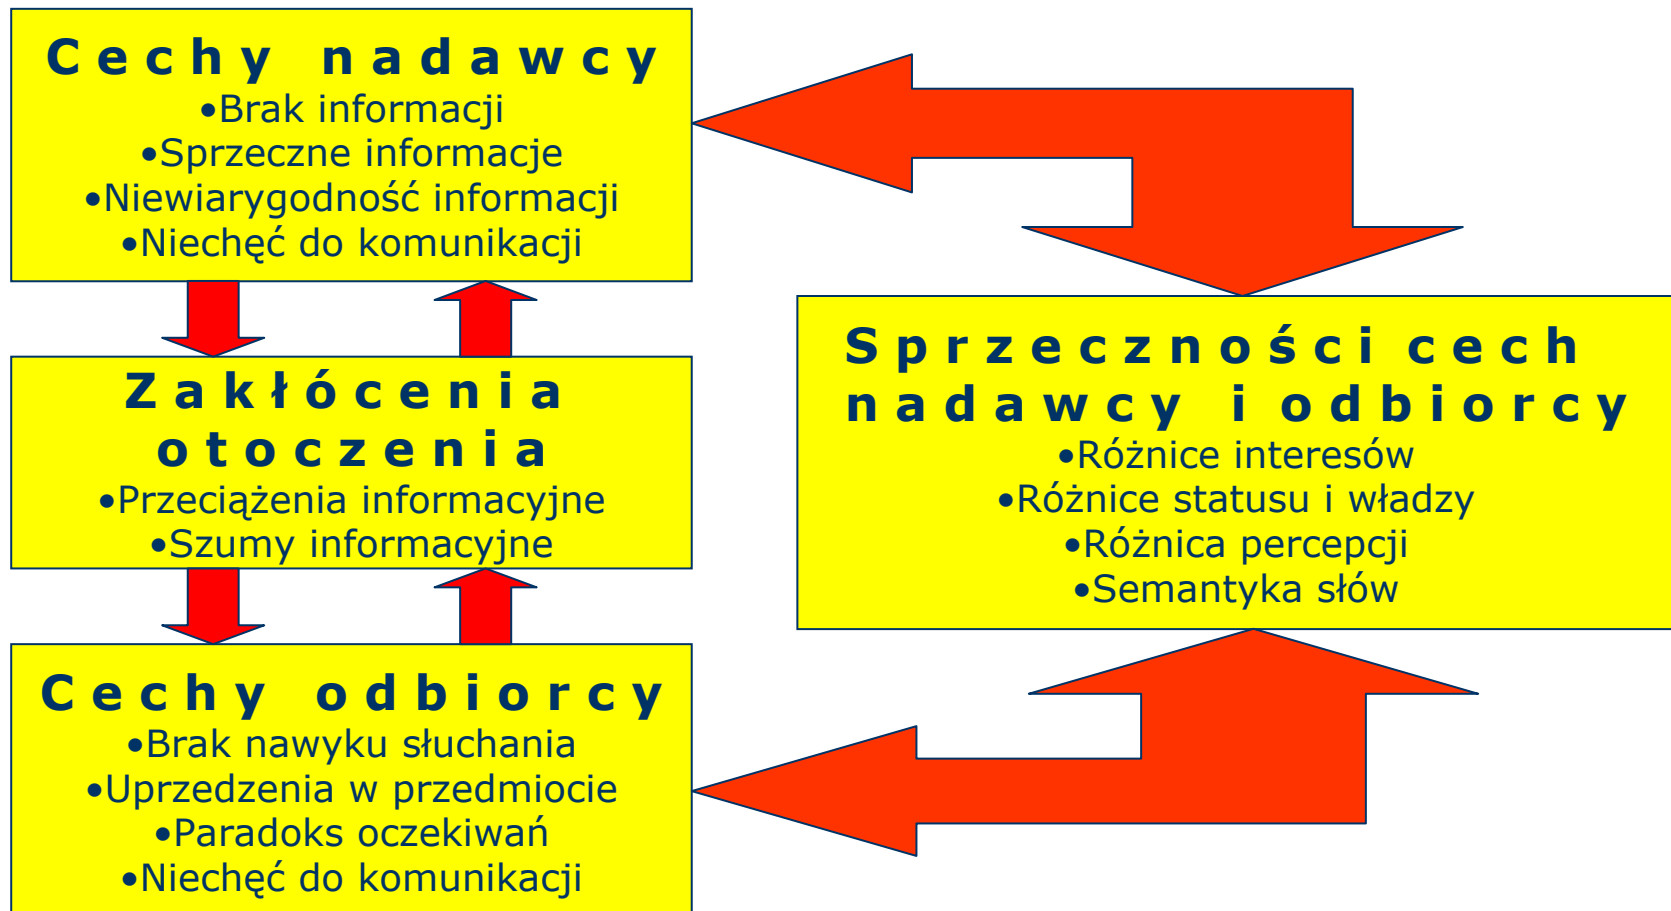 Cechy nadawcy
•Brak informacji
•Sprzeczne informacje
•Niewiarygodność informacji
•Niechęć do komunikacji
Zakłócenia
otoczenia
•Przeciążenia informacyjne
•Szumy informacyjne
Cechy odbiorcy
•Brak nawyku słuchania
•Uprzedzenia w przedmiocie
•Paradoks oczekiwań
•Niechęć do komunikacji
Sprzeczności cech
nadawcy i odbiorcy
•Różnice interesów
•Różnice statusu i władzy
•Różnica percepcji
•Semantyka słów